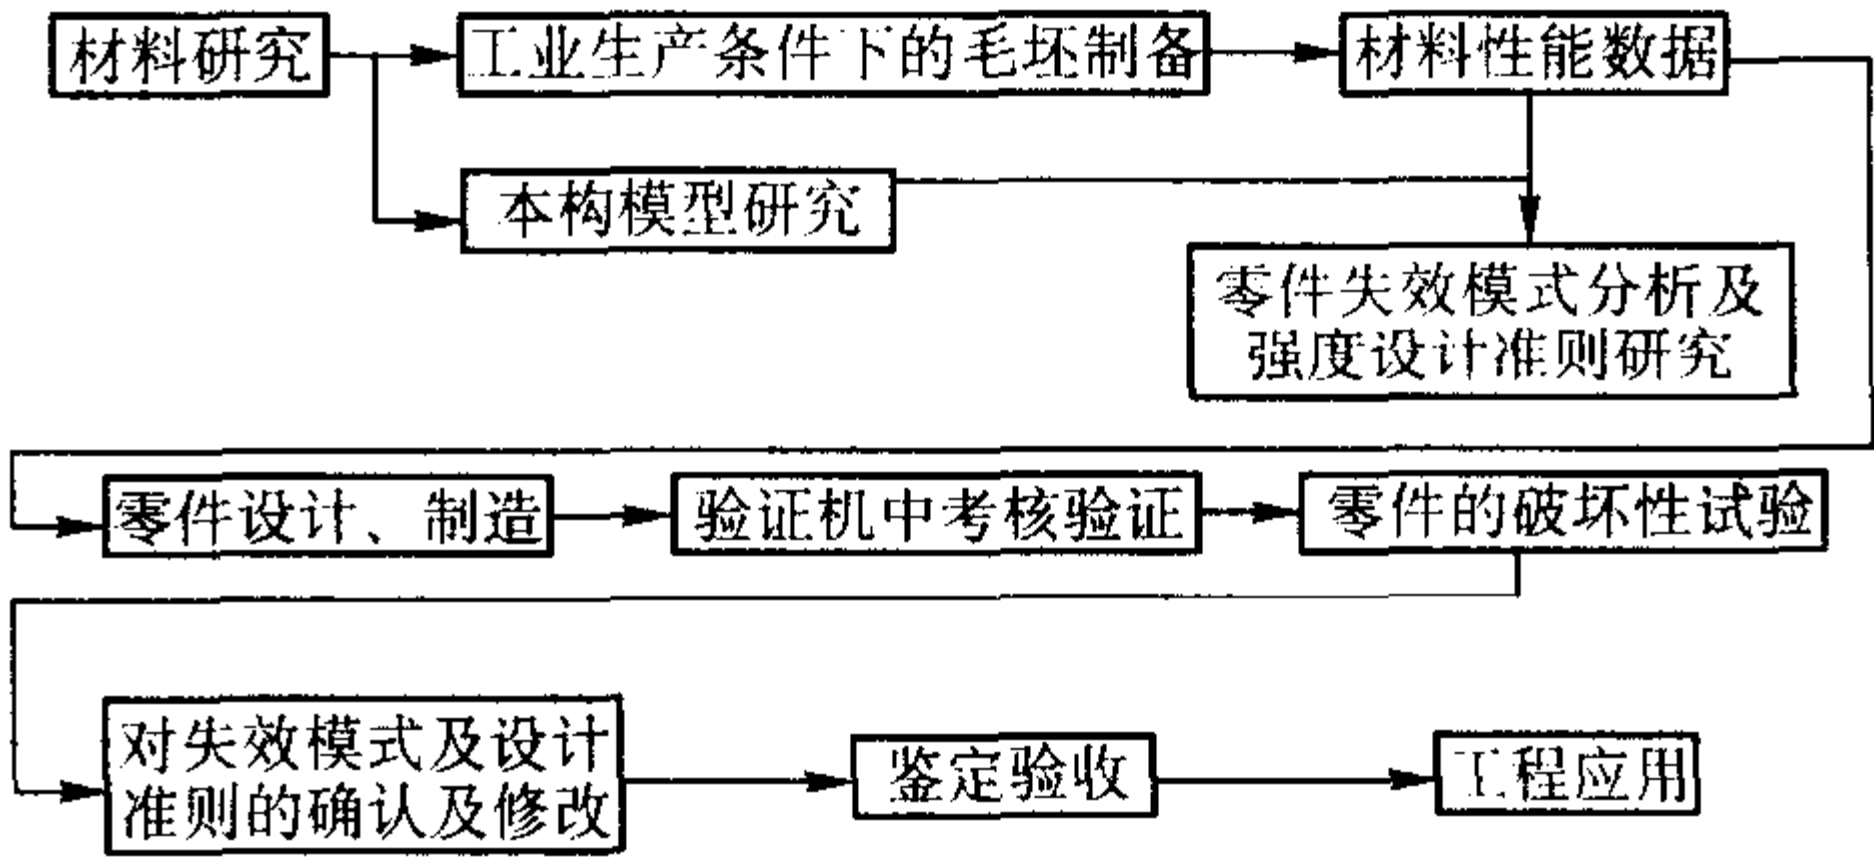 材料研究
工业生产条件下的毛坯制备
材料性能数据
本构模型研究
零件失效模式分析及
强度设计准则研究
零件设计、制造
验证机中考核验证
零件的破坏性试验
对失效模式及设计
准则的确认及修改
鉴定验收
工程应用